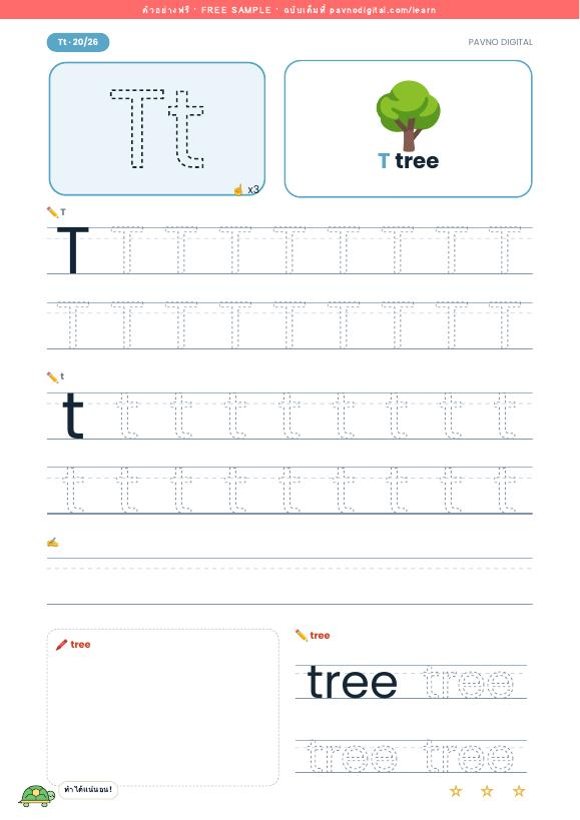 ตัวอย่างฟรี · FREE SAMPLE · ฉบับเต็มที่ pavnodigital.com/learn
Tt · 20/26
PAVNO DIGITAL
Tt
x3
T tree
T
T T T T T T T T
T T T T T T T T
t
t t t t t t t t
t t t t t t t t
tree
tree
tree tree
tree tree
ทำได้แน่นอน!